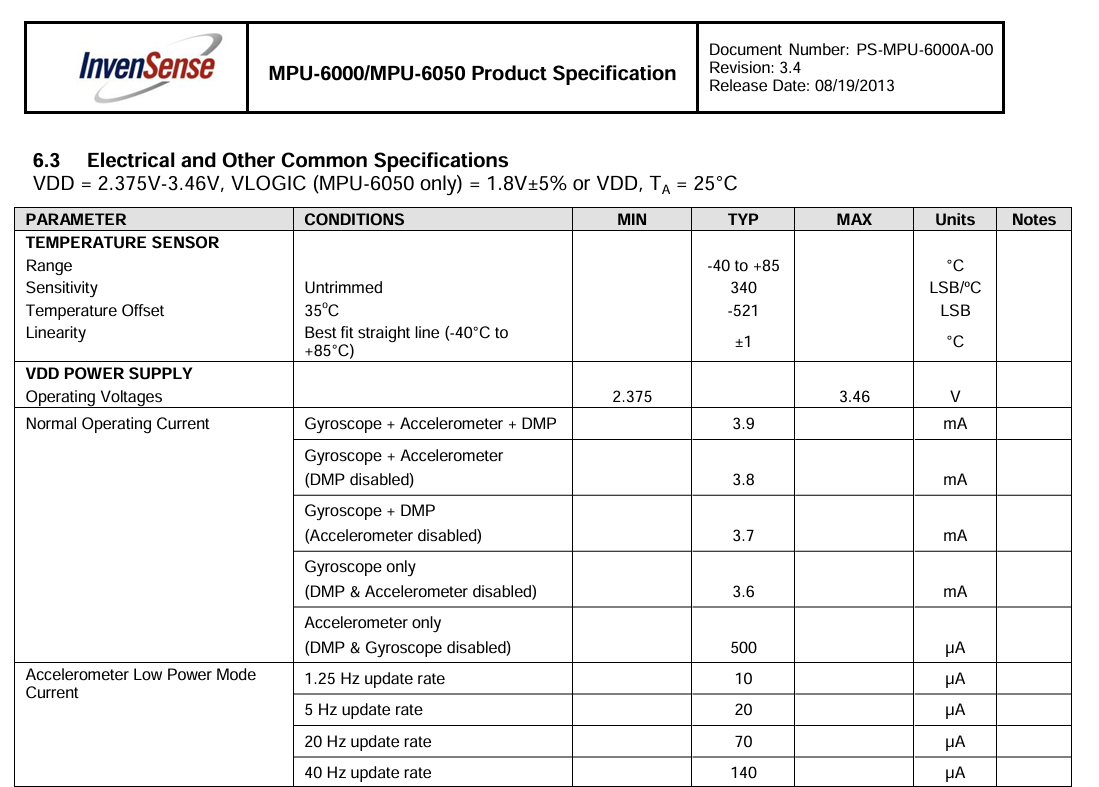 InvenSense
MPU-6000/MPU-6050 Product Specification
Document Number: PS-MPU-6000A-00
Revision: 3.4
Release Date: 08/19/2013
6.3 Electrical and Other Common Specifications
VDD = 2.375V-3.46V, VLOGIC (MPU-6050 only) = 1.8V±5% or VDD, TA = 25°C
PARAMETER CONDITIONS MIN TYP MAX Units Notes
TEMPERATURE SENSOR
Range -40 to +85 °C
Sensitivity Untrimmed 340 LSB/ºC
Temperature Offset 35oC -521 LSB
Linearity Best fit straight line (-40°C to
+85°C) ±1 °C
VDD POWER SUPPLY
Operating Voltages 2.375 3.46 V
Normal Operating Current Gyroscope + Accelerometer + DMP 3.9 mA
Gyroscope + Accelerometer
(DMP disabled) 3.8 mA
Gyroscope + DMP
(Accelerometer disabled) 3.7 mA
Gyroscope only
(DMP & Accelerometer disabled) 3.6 mA
Accelerometer only
(DMP & Gyroscope disabled) 500 µA
Accelerometer Low Power Mode
Current 1.25 Hz update rate 10 µA
5 Hz update rate 20 µA
20 Hz update rate 70 µA
40 Hz update rate 140 µA